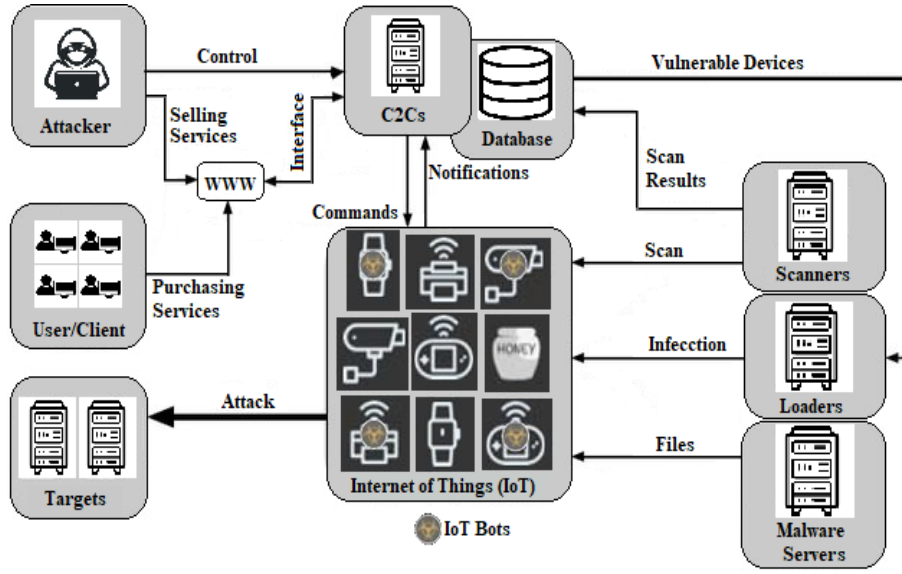 Attacker
Control
Selling
Services
Interface
C2Cs
Database
Vulnerable Devices
WWW
Notifications
Commands
Scan
Results
Scanners
Scan
User/Client
Purchasing
Services
HONEY
Infecction
Loaders
Attack
Targets
Files
Internet of Things (IoT)
IoT Bots
Malware
Servers